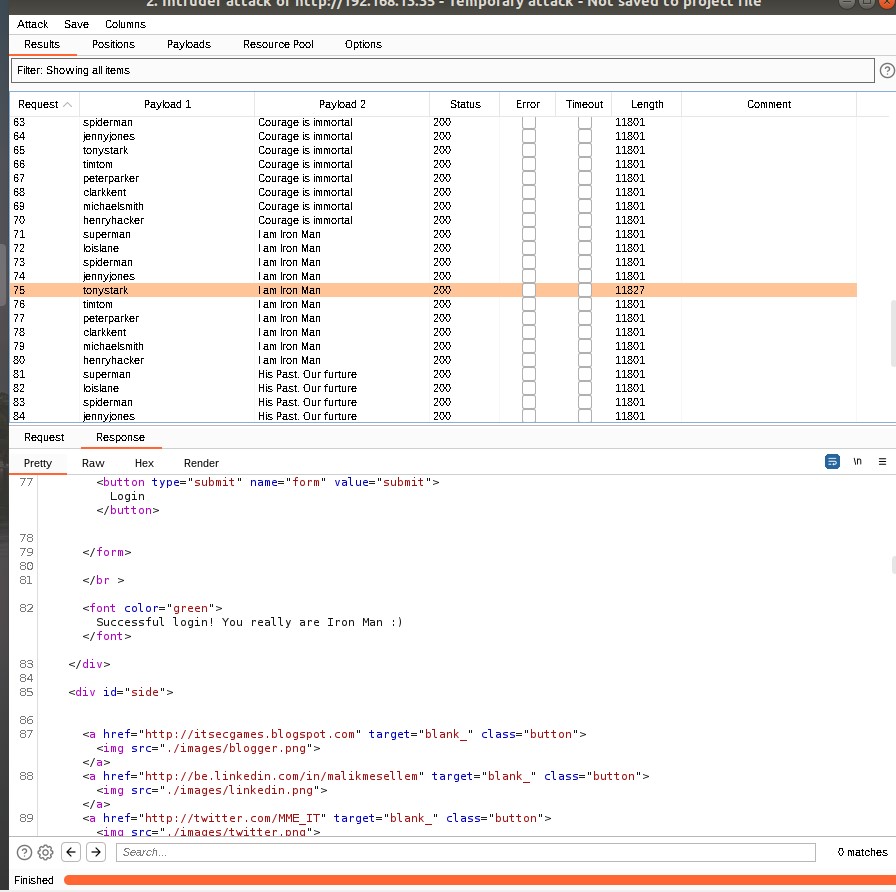 2. Intruder attack of http://192.168.13.35 - Temporary attack - Not saved to project file
Attack Save Columns
Results Positions Payloads Resource Pool Options
Filter: Showing all items
Request Payload 1 Payload 2 Status Error Timeout Length Comment
63 spiderman Courage is immortal 200 11801
64 jennyjones Courage is immortal 200 11801
65 tonystark Courage is immortal 200 11801
66 timtom Courage is immortal 200 11801
67 peterparker Courage is immortal 200 11801
68 clarkkent Courage is immortal 200 11801
69 michaelsmith Courage is immortal 200 11801
70 henryhacker Courage is immortal 200 11801
71 superman I am Iron Man 200 11801
72 loislane I am Iron Man 200 11801
73 spiderman I am Iron Man 200 11801
74 jennyjones I am Iron Man 200 11801
75 tonystark I am Iron Man 200 11827
76 timtom I am Iron Man 200 11801
77 peterparker I am Iron Man 200 11801
78 clarkkent I am Iron Man 200 11801
79 michaelsmith I am Iron Man 200 11801
80 henryhacker I am Iron Man 200 11801
81 superman His Past. Our furture 200 11801
82 loislane His Past. Our furture 200 11801
83 spiderman His Past. Our furture 200 11801
84 jennyjones His Past. Our furture 200 11801
Request Response
Pretty Raw Hex Render \n
77 <button type="submit" name="form" value="submit">
Login
</button>
78
79 </form>
80
81 </br >
82 <font color="green">
Successful login! You really are Iron Man :)
</font>
83 </div>
84
85 <div id="side">
86
87 <a href="http://itsecgames.blogspot.com" target="blank_" class="button">
<img src="./images/blogger.png">
</a>
88 <a href="http://be.linkedin.com/in/malikmesellem" target="blank_" class="button">
<img src="./images/linkedin.png">
</a>
89 <a href="http://twitter.com/MME_IT" target="blank_" class="button">
<img src="./images/twitter.png">
Search... 0 matches
Finished